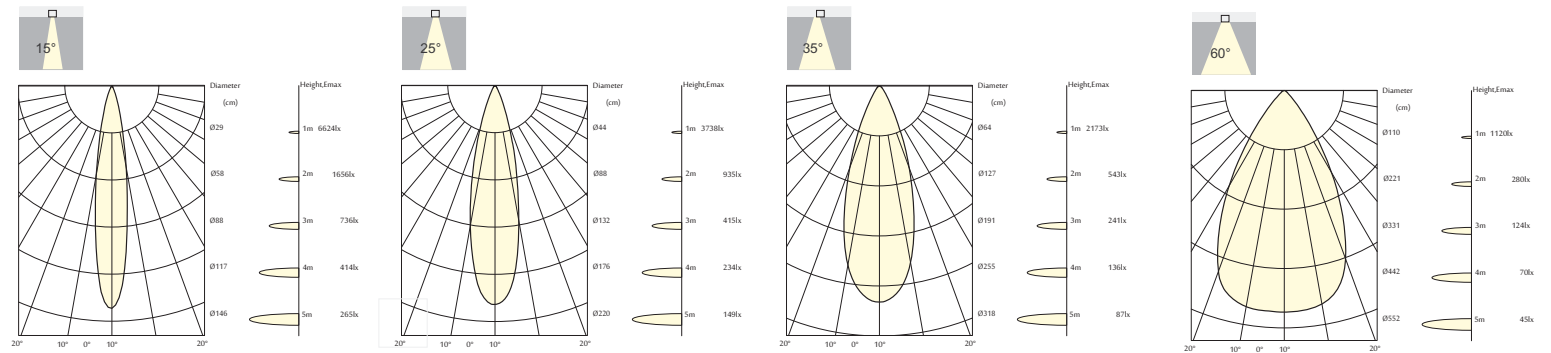 15°
Diameter
(cm)
Height,Emax
Ø29
1m 6624lx
Ø58
2m 1656lx
Ø88
3m 736lx
Ø117
4m 414lx
Ø146
5m 265lx
20° 10° 0° 10° 20°
25°
Diameter
(cm)
Height,Emax
Ø44
1m 3738lx
Ø88
2m 935lx
Ø132
3m 415lx
Ø176
4m 234lx
Ø220
5m 149lx
20° 10° 0° 10° 20°
35°
Diameter
(cm)
Height,Emax
Ø64
1m 2173lx
Ø127
2m 543lx
Ø191
3m 241lx
Ø255
4m 136lx
Ø318
5m 87lx
20° 10° 0° 10° 20°
60°
Diameter
(cm)
Height,Emax
Ø110
1m 1120lx
Ø221
2m 280lx
Ø331
3m 124lx
Ø442
4m 70lx
Ø552
5m 45lx
20° 10° 0° 10° 20°